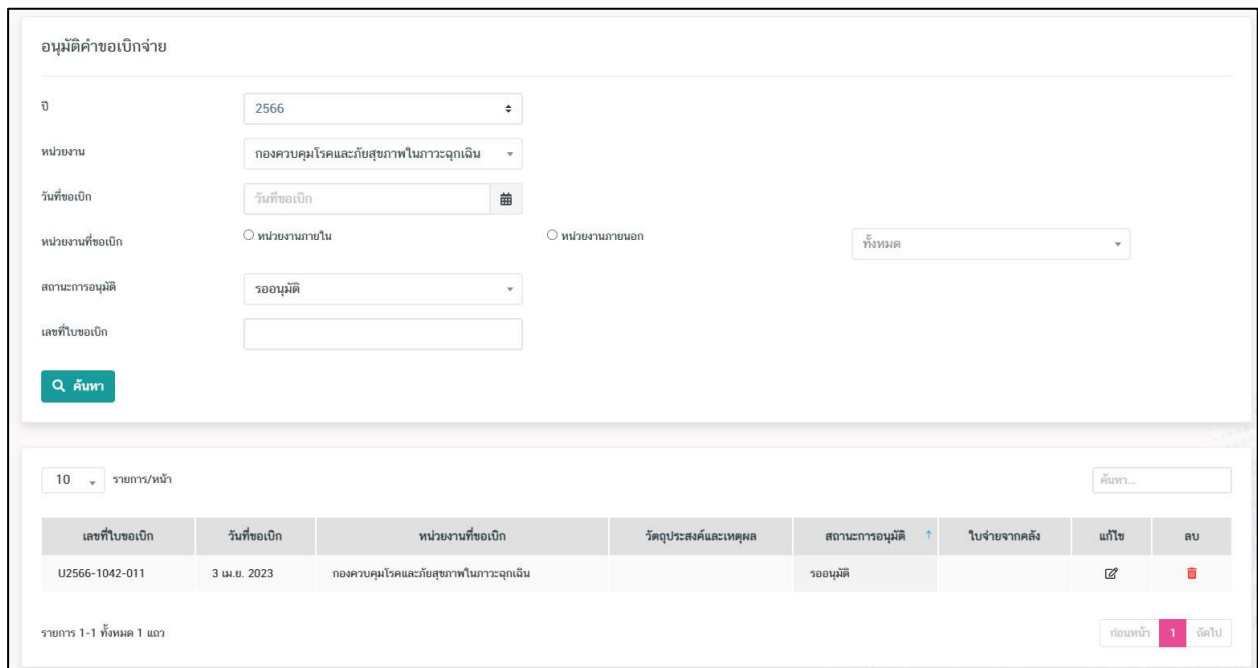 อนุมัติคำขอเบิกจ่าย
ปี 2566
หน่วยงาน กองควบคุมโรคและภัยสุขภาพในภาวะฉุกเฉิน
วันที่ขอเบิก วันที่ขอเบิก
หน่วยงานที่ขอเบิก หน่วยงานภายใน หน่วยงานภายนอก ทั้งหมด
สถานะการอนุมัติ รออนุมัติ
เลขที่ใบขอเบิก
ค้นหา
10 รายการ/หน้า ค้นหา...
เลขที่ใบขอเบิก วันที่ขอเบิก หน่วยงานที่ขอเบิก วัตถุประสงค์และเหตุผล สถานะการอนุมัติ ใบจ่ายจากคลัง แก้ไข ลบ
U2566-1042-011 3 เม.ย. 2023 กองควบคุมโรคและภัยสุขภาพในภาวะฉุกเฉิน รออนุมัติ
รายการ 1-1 ทั้งหมด 1 แถว ก่อนหน้า 1 ถัดไป